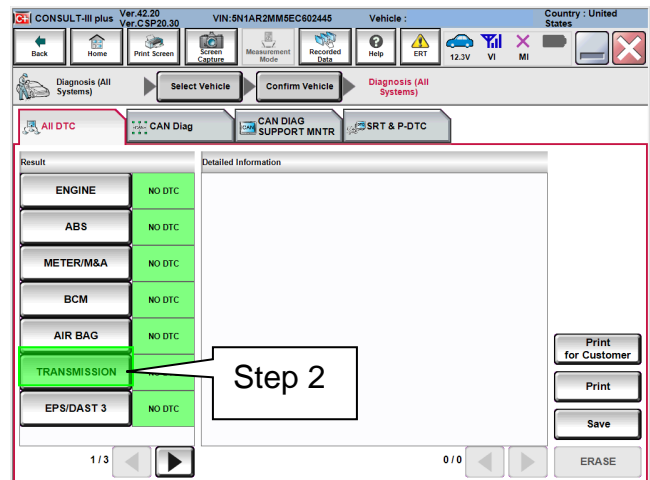 CONSULT-III plus Ver.42.20 VIN:5N1AR2MM5EC602445 Vehicle : Country : United
Ver.CSP20.30 States
Back Home Print Screen Screen Capture Measurement Mode Recorded Data Help ERT 12.3V VI MI
Diagnosis (All Systems) Select Vehicle Confirm Vehicle Diagnosis (All Systems)
All DTC CAN Diag CAN DIAG SUPPORT MNTR SRT & P-DTC
Result Detailed Information
ENGINE NO DTC
ABS NO DTC
METER/M&A NO DTC
BCM NO DTC
AIR BAG NO DTC
Print for Customer
TRANSMISSION
Step 2
Print
EPS/DAST 3 NO DTC
Save
1 / 3 0 / 0 ERASE